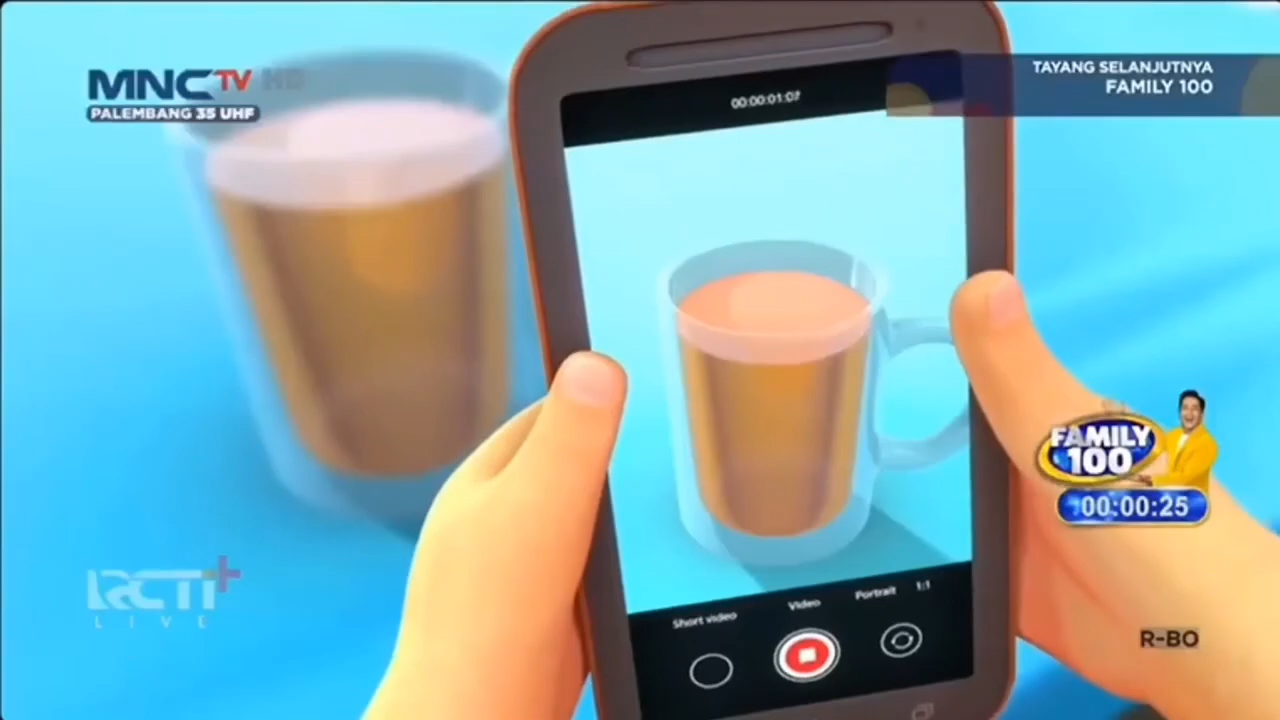 MNCTV HD
PALEMBANG 35 UHF
TAYANG SELANJUTNYA
FAMILY 100
00:00:01:07
FAMILY
100
00:00:25
RCTI+
LIVE
Short video
Video
Portrait
1:1
R-BO